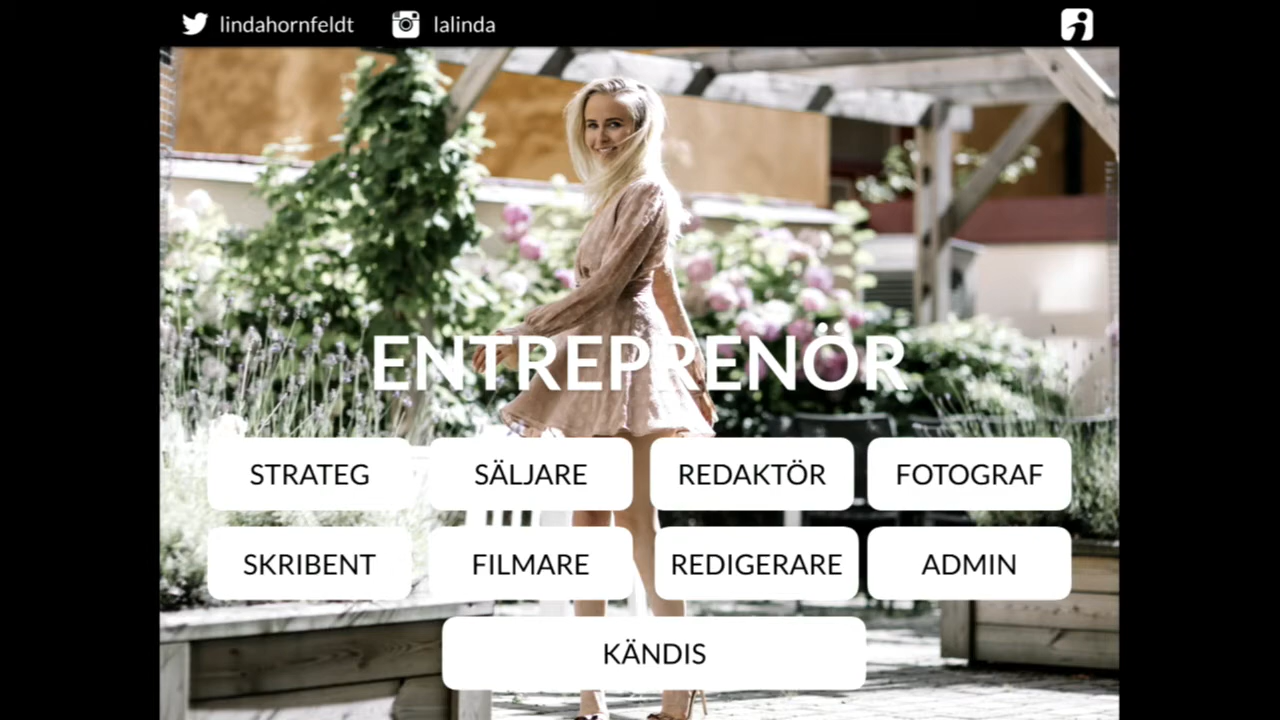 lindahornfeldt lalinda
ENTREPRENÖR
STRATEG SÄLJARE REDAKTÖR FOTOGRAF
SKRIBENT FILMARE REDIGERARE ADMIN
KÄNDIS